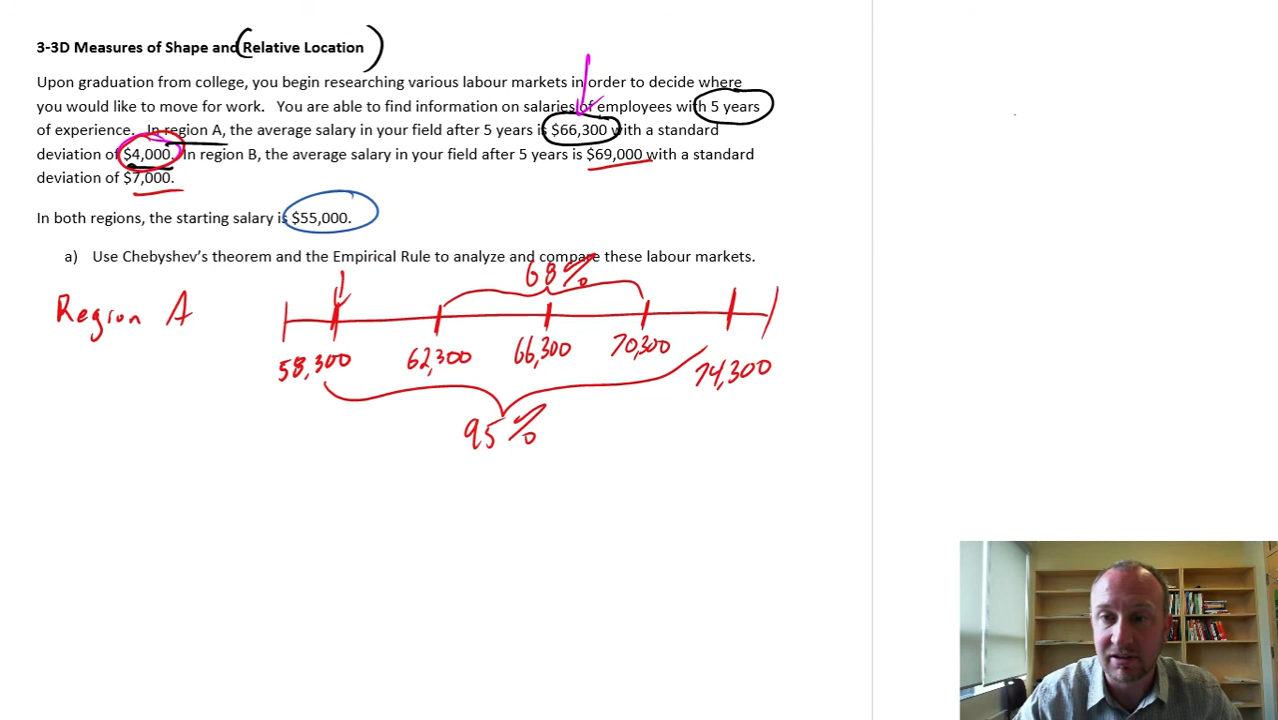 3-3D Measures of Shape and (Relative Location)
Upon graduation from college, you begin researching various labour markets in order to decide where
you would like to move for work. You are able to find information on salaries of employees with 5 years
of experience. In region A, the average salary in your field after 5 years is $66,300 with a standard
deviation of $4,000. In region B, the average salary in your field after 5 years is $69,000 with a standard
deviation of $7,000.
In both regions, the starting salary is $55,000.
a) Use Chebyshev's theorem and the Empirical Rule to analyze and compare these labour markets.
68%
Region A
58,300 62,300 66,300 70,300 74,300
95%